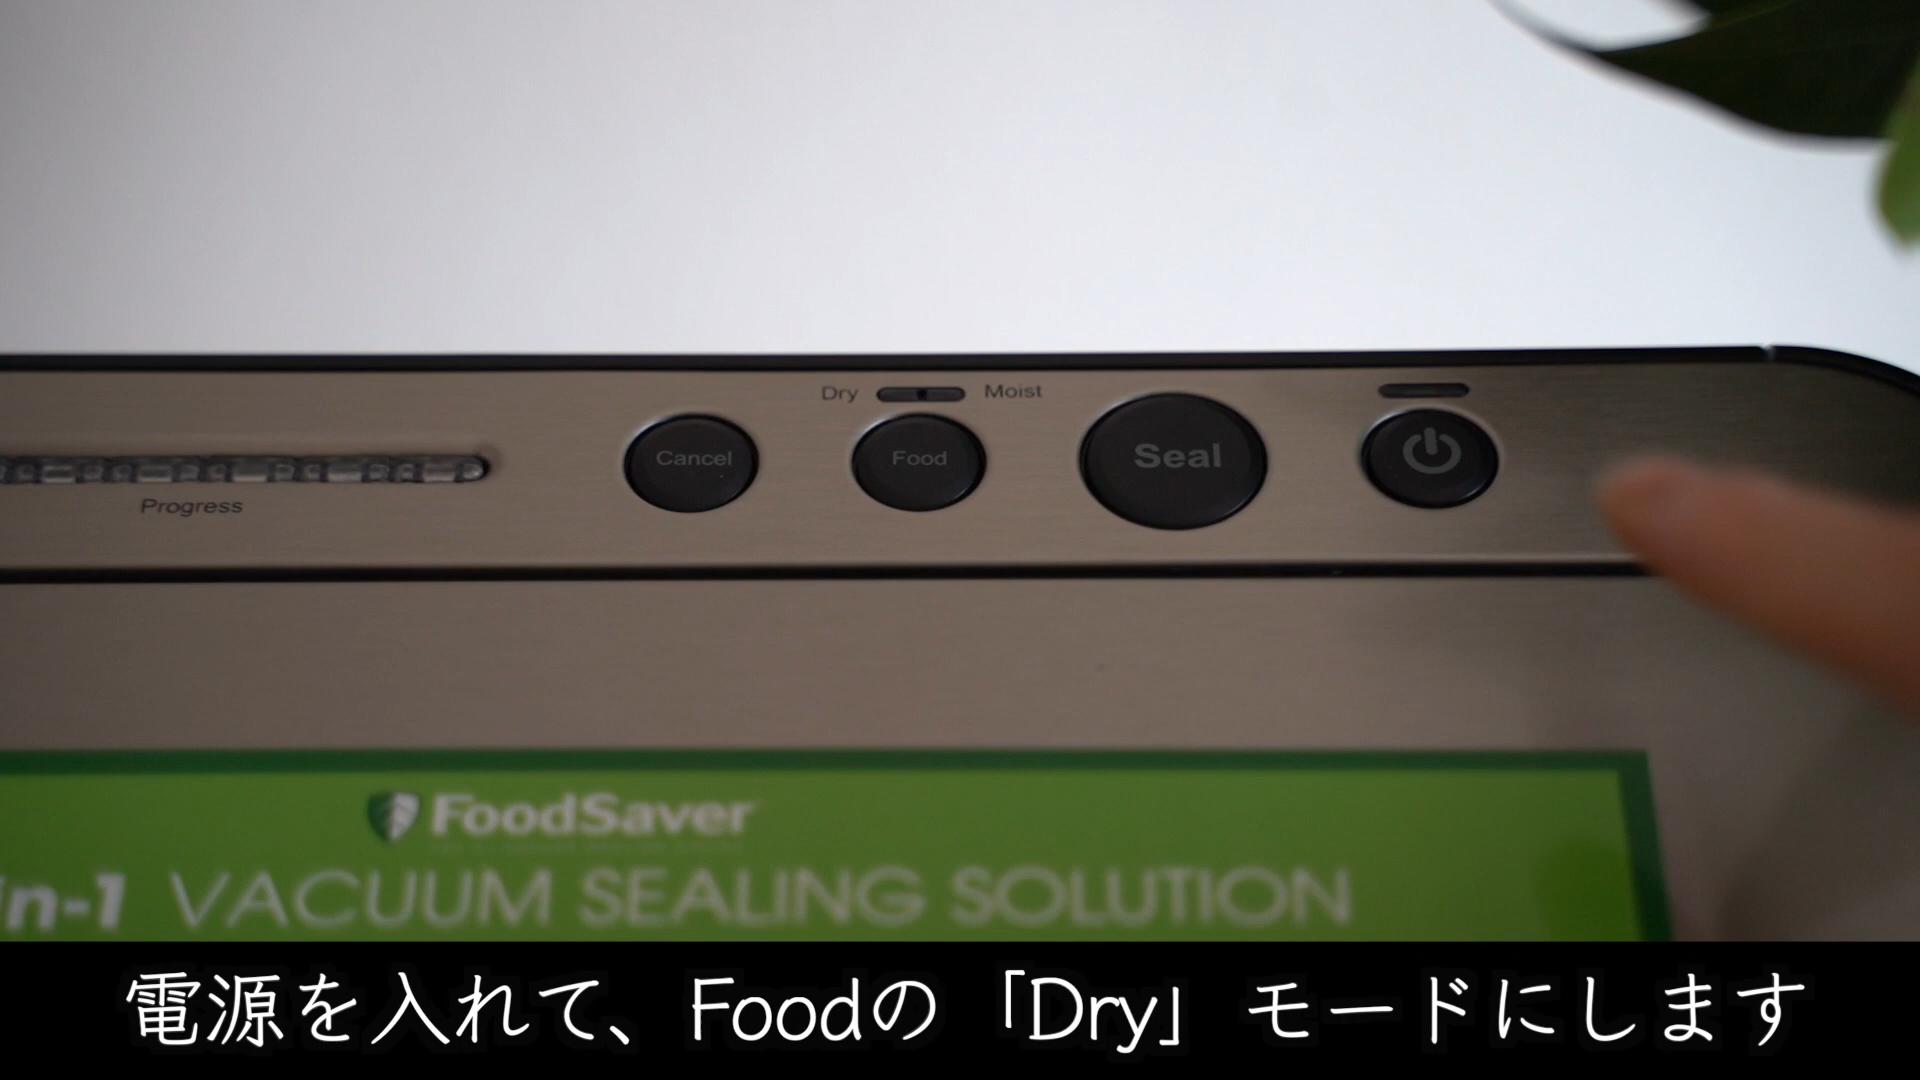 Dry Moist
Cancel Food Seal
Progress
FoodSaver
in-1 VACUUM SEALING SOLUTION
電源を入れて、Foodの「Dry」モードにします